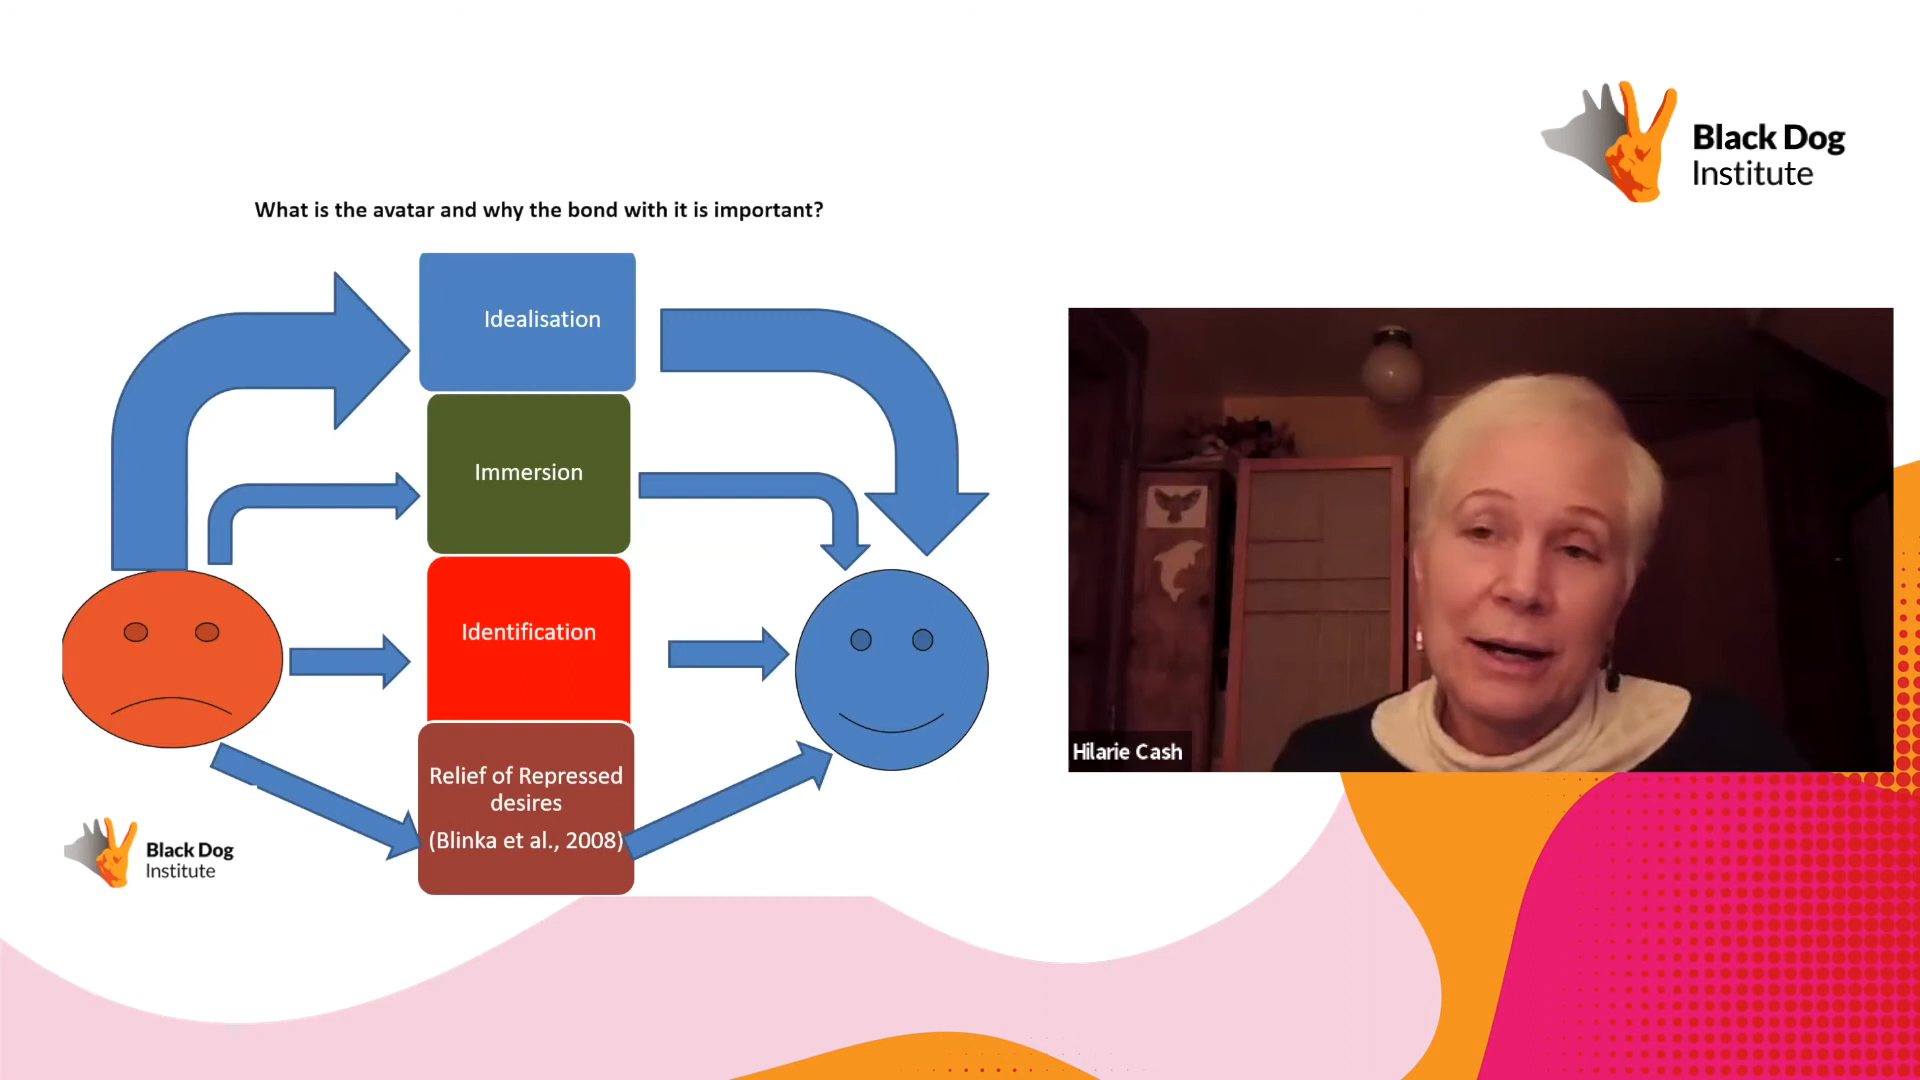 Black Dog
Institute
What is the avatar and why the bond with it is important?
Idealisation
Immersion
Identification
Relief of Repressed
desires
(Blinka et al., 2008)
Hilarie Cash
Black Dog
Institute